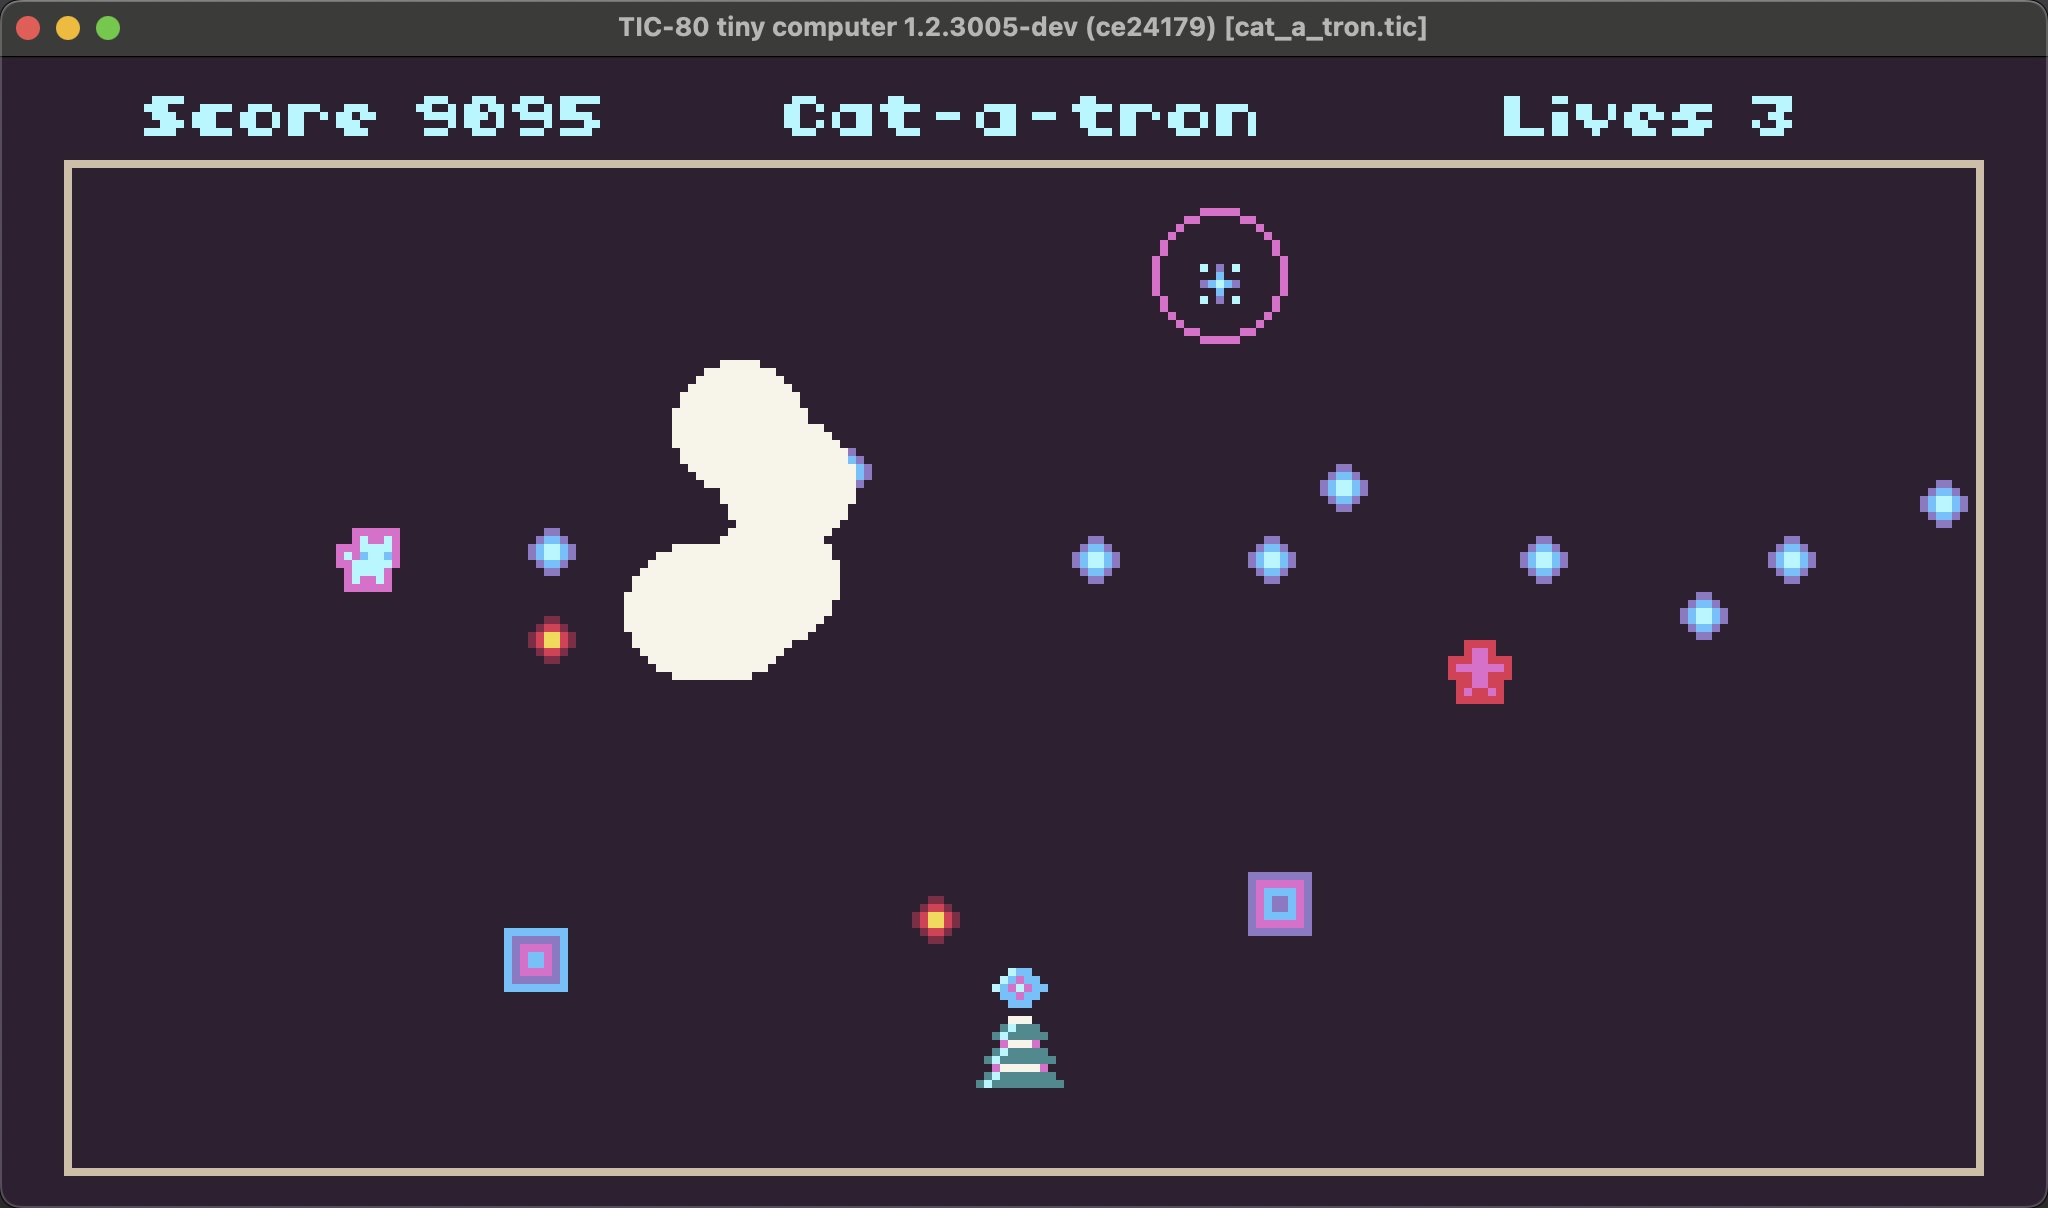 TIC-80 tiny computer 1.2.3005-dev (ce24179) [cat_a_tron.tic]
Score 9095 Cat-a-tron Lives 3